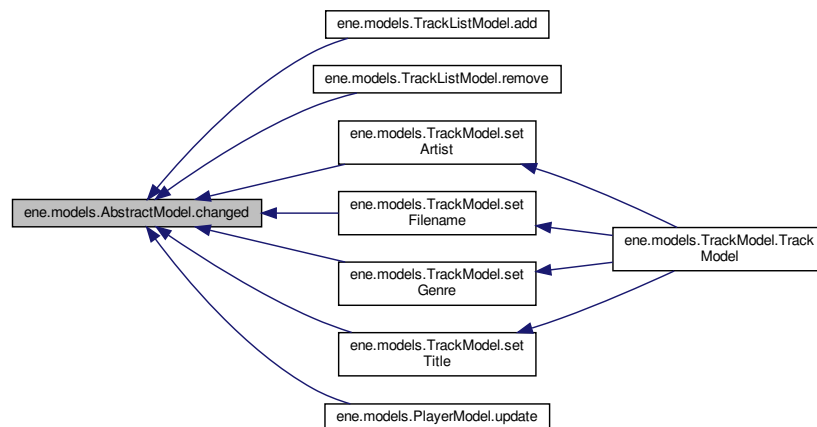 ene.models.TrackListModel.add
ene.models.TrackListModel.remove
ene.models.TrackModel.set
Artist
ene.models.AbstractModel.changed
ene.models.TrackModel.set
Filename
ene.models.TrackModel.Track
Model
ene.models.TrackModel.set
Genre
ene.models.TrackModel.set
Title
ene.models.PlayerModel.update